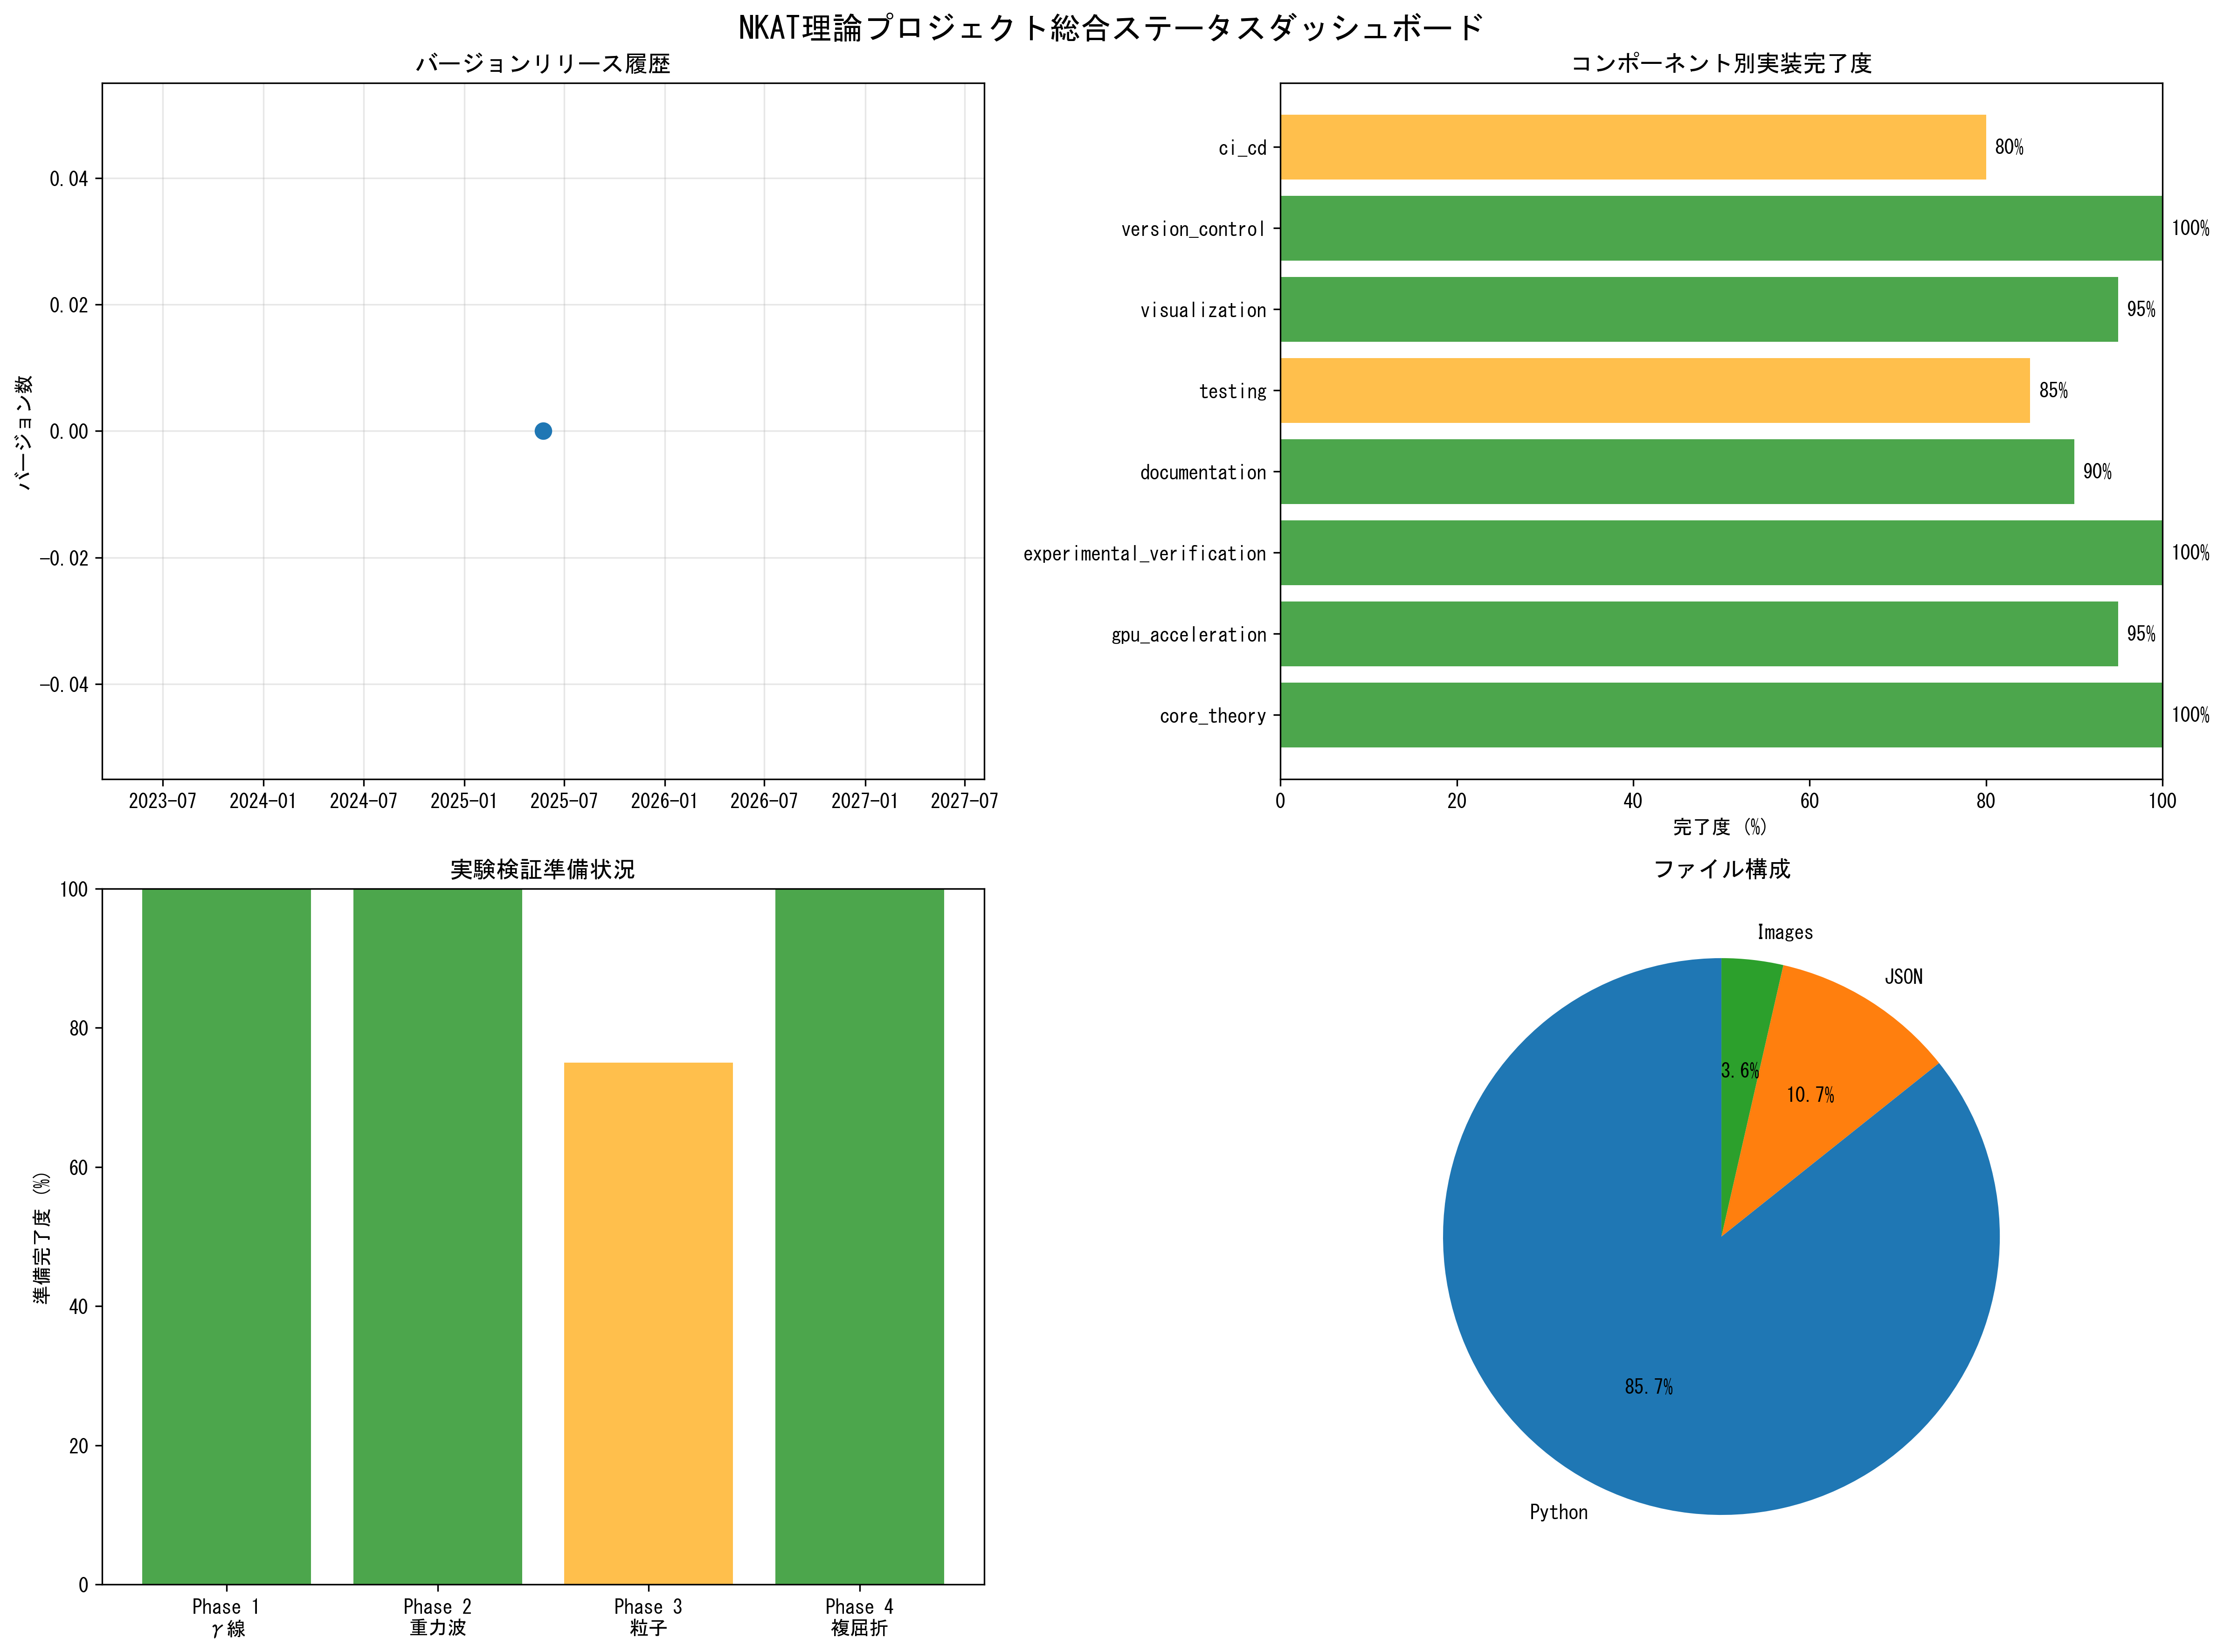 NKAT理論プロジェクト総合ステータスダッシュボード
バージョンリリース履歴
バージョン数
0.04
0.02
0.00
−0.02
−0.04
2023-07 2024-01 2024-07 2025-01 2025-07 2026-01 2026-07 2027-01 2027-07
コンポーネント別実装完了度
ci_cd 80%
version_control 100%
visualization 95%
testing 85%
documentation 90%
experimental_verification 100%
gpu_acceleration 95%
core_theory 100%
0 20 40 60 80 100
完了度 (%)
実験検証準備状況
準備完了度 (%)
100
80
60
40
20
0
Phase 1 Phase 2 Phase 3 Phase 4
γ線 重力波 粒子 複屈折
ファイル構成
Images
JSON
3.6%
10.7%
85.7%
Python